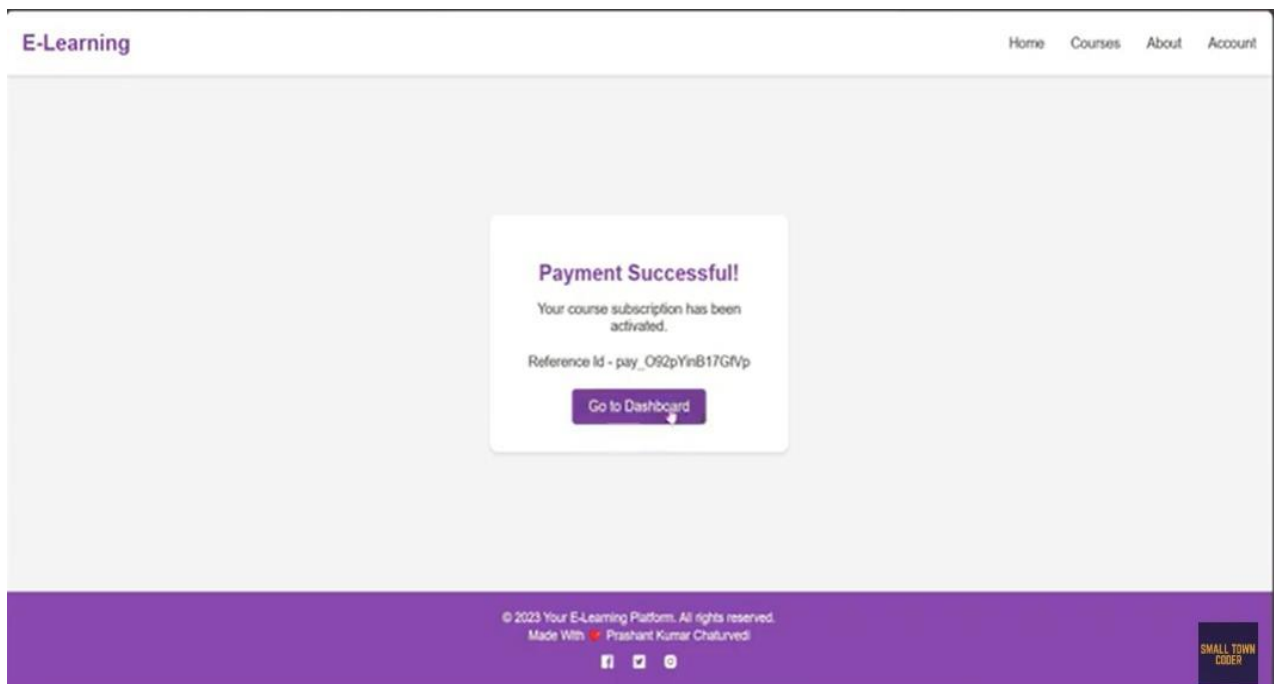 E-Learning
Home Courses About Account
Payment Successful!
Your course subscription has been
activated.
Reference Id - pay_O92pYinB17GfVp
Go to Dashboard
© 2023 Your E-Learning Platform. All rights reserved.
Made With ❤️ Prashant Kumar Chaturvedi
SMALL TOWN
CODER